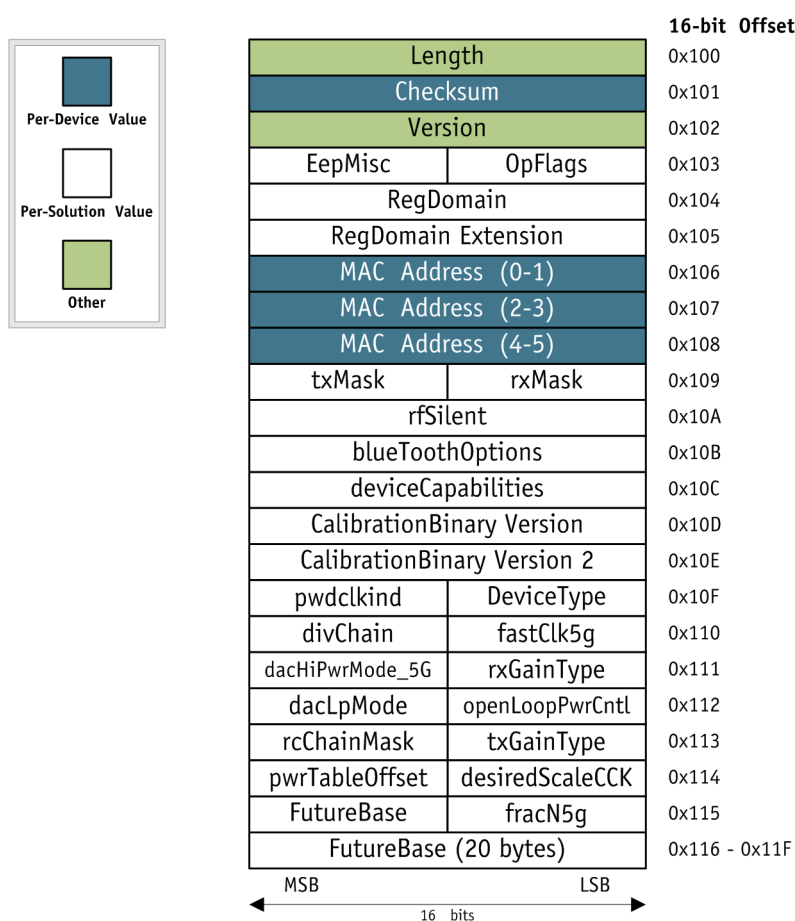 16-bit Offset
Per-Device Value
Per-Solution Value
Other
Length 0x100
Checksum 0x101
Version 0x102
EepMisc OpFlags 0x103
RegDomain 0x104
RegDomain Extension 0x105
MAC Address (0-1) 0x106
MAC Address (2-3) 0x107
MAC Address (4-5) 0x108
txMask rxMask 0x109
rfSilent 0x10A
blueToothOptions 0x10B
deviceCapabilities 0x10C
CalibrationBinary Version 0x10D
CalibrationBinary Version 2 0x10E
pwdclkind DeviceType 0x10F
divChain fastClk5g 0x110
dacHiPwrMode_5G rxGainType 0x111
dacLpMode openLoopPwrCntl 0x112
rcChainMask txGainType 0x113
pwrTableOffset desiredScaleCCK 0x114
FutureBase fracN5g 0x115
FutureBase (20 bytes) 0x116 - 0x11F
MSB LSB
16 bits